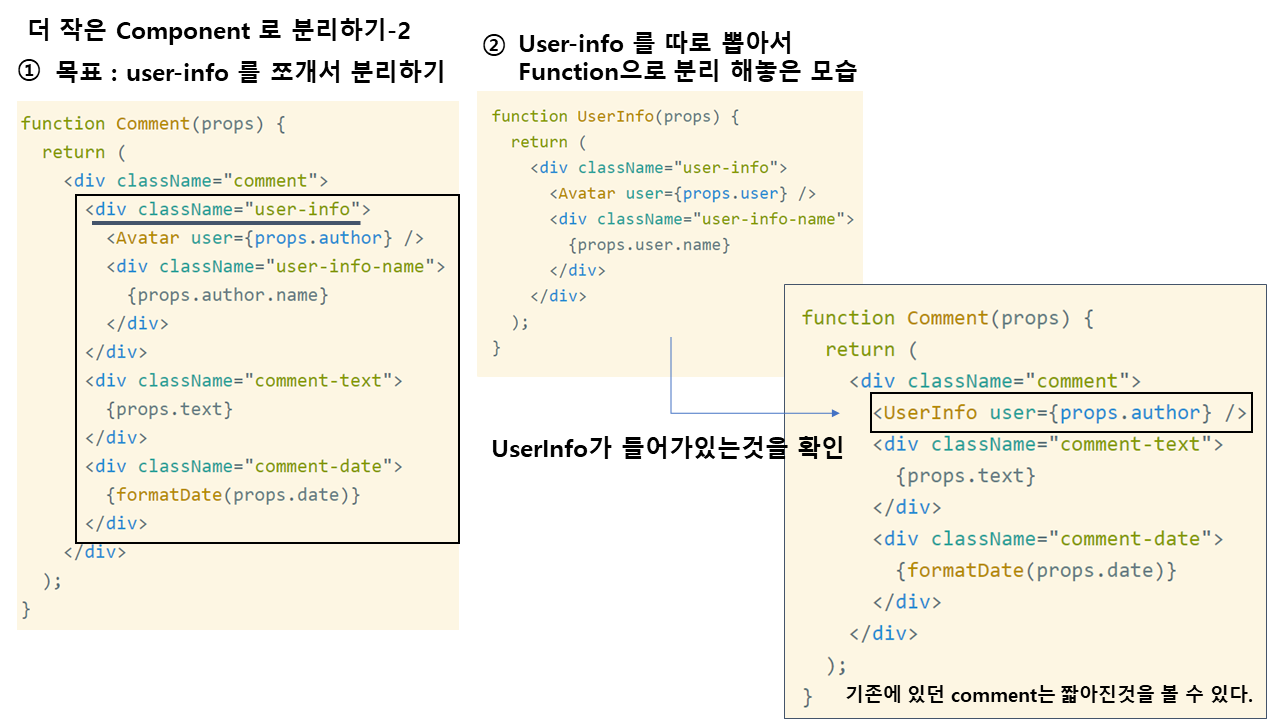 더 작은 Component 로 분리하기-2
① 목표 : user-info 를 쪼개서 분리하기
function Comment(props) {
  return (
    <div className="comment">
      <div className="user-info">
        <Avatar user={props.author} />
        <div className="user-info-name">
          {props.author.name}
        </div>
      </div>
      <div className="comment-text">
        {props.text}
      </div>
      <div className="comment-date">
        {formatDate(props.date)}
      </div>
    </div>
  );
}
② User-info 를 따로 뽑아서
Function으로 분리 해놓은 모습
function UserInfo(props) {
  return (
    <div className="user-info">
      <Avatar user={props.user} />
      <div className="user-info-name">
        {props.user.name}
      </div>
    </div>
  );
}
UserInfo가 들어가있는것을 확인
function Comment(props) {
  return (
    <div className="comment">
      <UserInfo user={props.author} />
      <div className="comment-text">
        {props.text}
      </div>
      <div className="comment-date">
        {formatDate(props.date)}
      </div>
    </div>
  );
}
기존에 있던 comment는 짧아진것을 볼 수 있다.